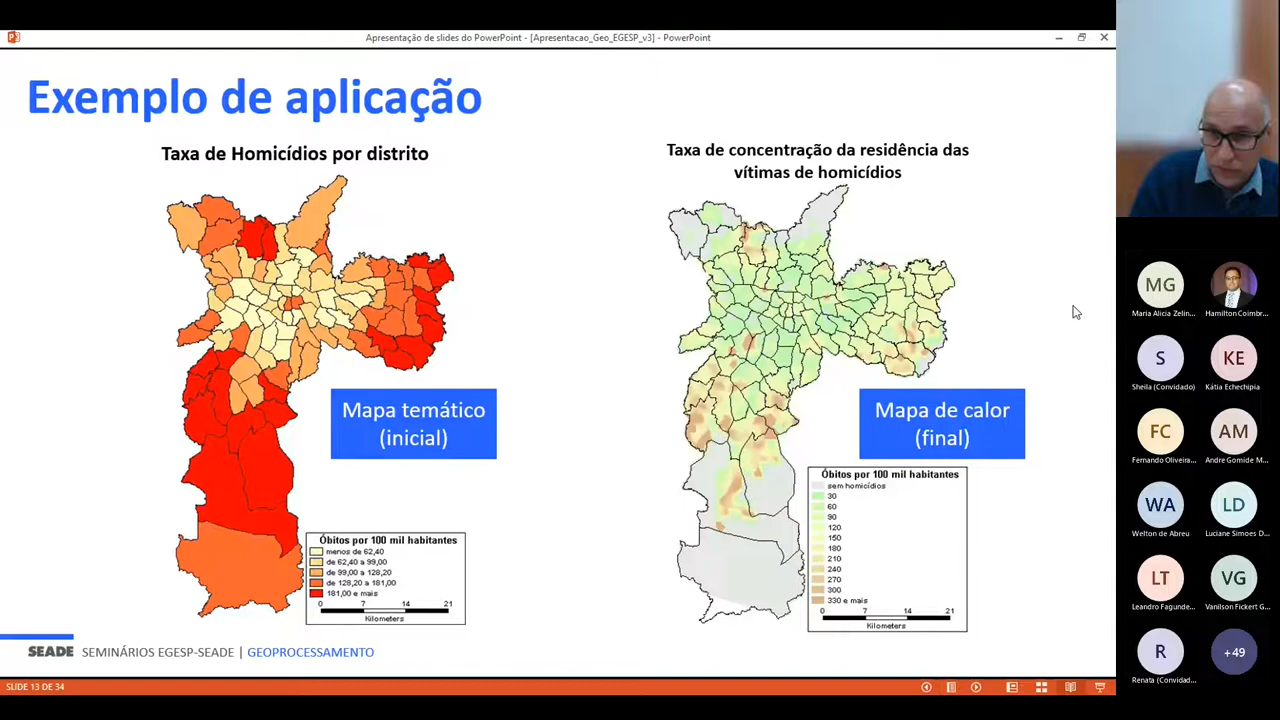 Apresentação de slides do PowerPoint - [Apresentacao_Geo_EGESP_v3] - PowerPoint
Exemplo de aplicação
Taxa de Homicídios por distrito
Mapa temático
(inicial)
Óbitos por 100 mil habitantes
menos de 62,40
de 62,40 a 99,00
de 99,00 a 128,20
de 128,20 a 181,00
181,00 e mais
0 7 14 21
Kilometers
Taxa de concentração da residência das
vítimas de homicídios
Mapa de calor
(final)
Óbitos por 100 mil habitantes
sem homicídios
30
60
90
120
150
180
210
240
270
300
330 e mais
0 7 14 21
Kilometers
SEADE SEMINÁRIOS EGESP-SEADE | GEOPROCESSAMENTO
SLIDE 13 DE 34
MG
Maria Alicia Zelin...
Hamilton Coimbr...
S
Sheila (Convidado)
KE
Kátia Echechipia
FC
Fernando Oliveira...
AM
Andre Gomide M...
WA
Welton de Abreu
LD
Luciane Simoes D...
LT
Leandro Fagunde...
VG
Vanilson Fickert G...
R
Renata (Convidad...
+49